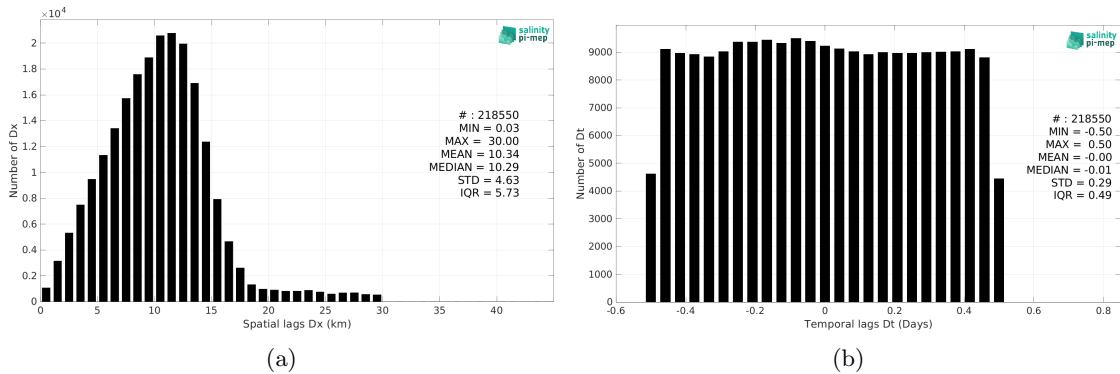 ×10⁴
2
1.8
1.6
1.4
1.2
1
0.8
0.6
0.4
0.2
0
Number of Dx
0 5 10 15 20 25 30 40
Spatial lags Dx (km)
salinity
pi-mep
# : 218550
MIN = 0.03
MAX = 30.00
MEAN = 10.34
MEDIAN = 10.29
STD = 4.63
IQR = 5.73
(a)
9000
8000
7000
6000
5000
4000
3000
2000
1000
0
Number of Dt
-0.6 -0.4 -0.2 0 0.2 0.4 0.6 0.8
Temporal lags Dt (Days)
salinity
pi-mep
# : 218550
MIN = -0.50
MAX = 0.50
MEAN = -0.00
MEDIAN = -0.01
STD = 0.29
IQR = 0.49
(b)